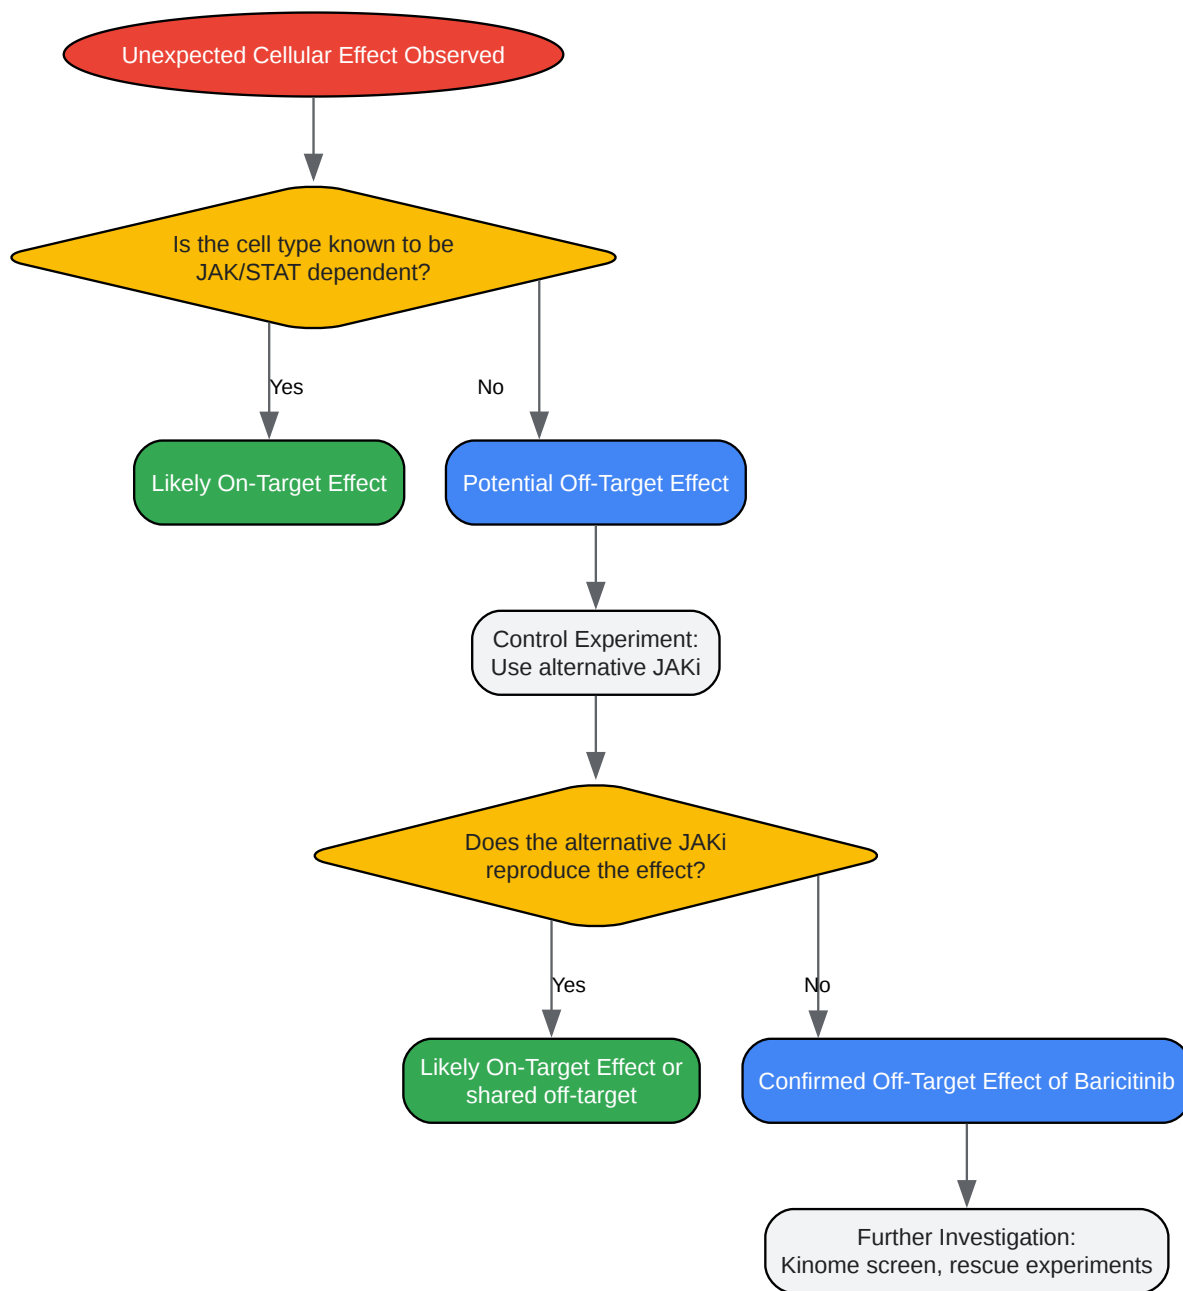 Unexpected Cellular Effect Observed
Is the cell type known to be
JAK/STAT dependent?
Yes
No
Likely On-Target Effect
Potential Off-Target Effect
Control Experiment:
Use alternative JAKi
Does the alternative JAKi
reproduce the effect?
Yes
No
Likely On-Target Effect or
shared off-target
Confirmed Off-Target Effect of Baricitinib
Further Investigation:
Kinome screen, rescue experiments